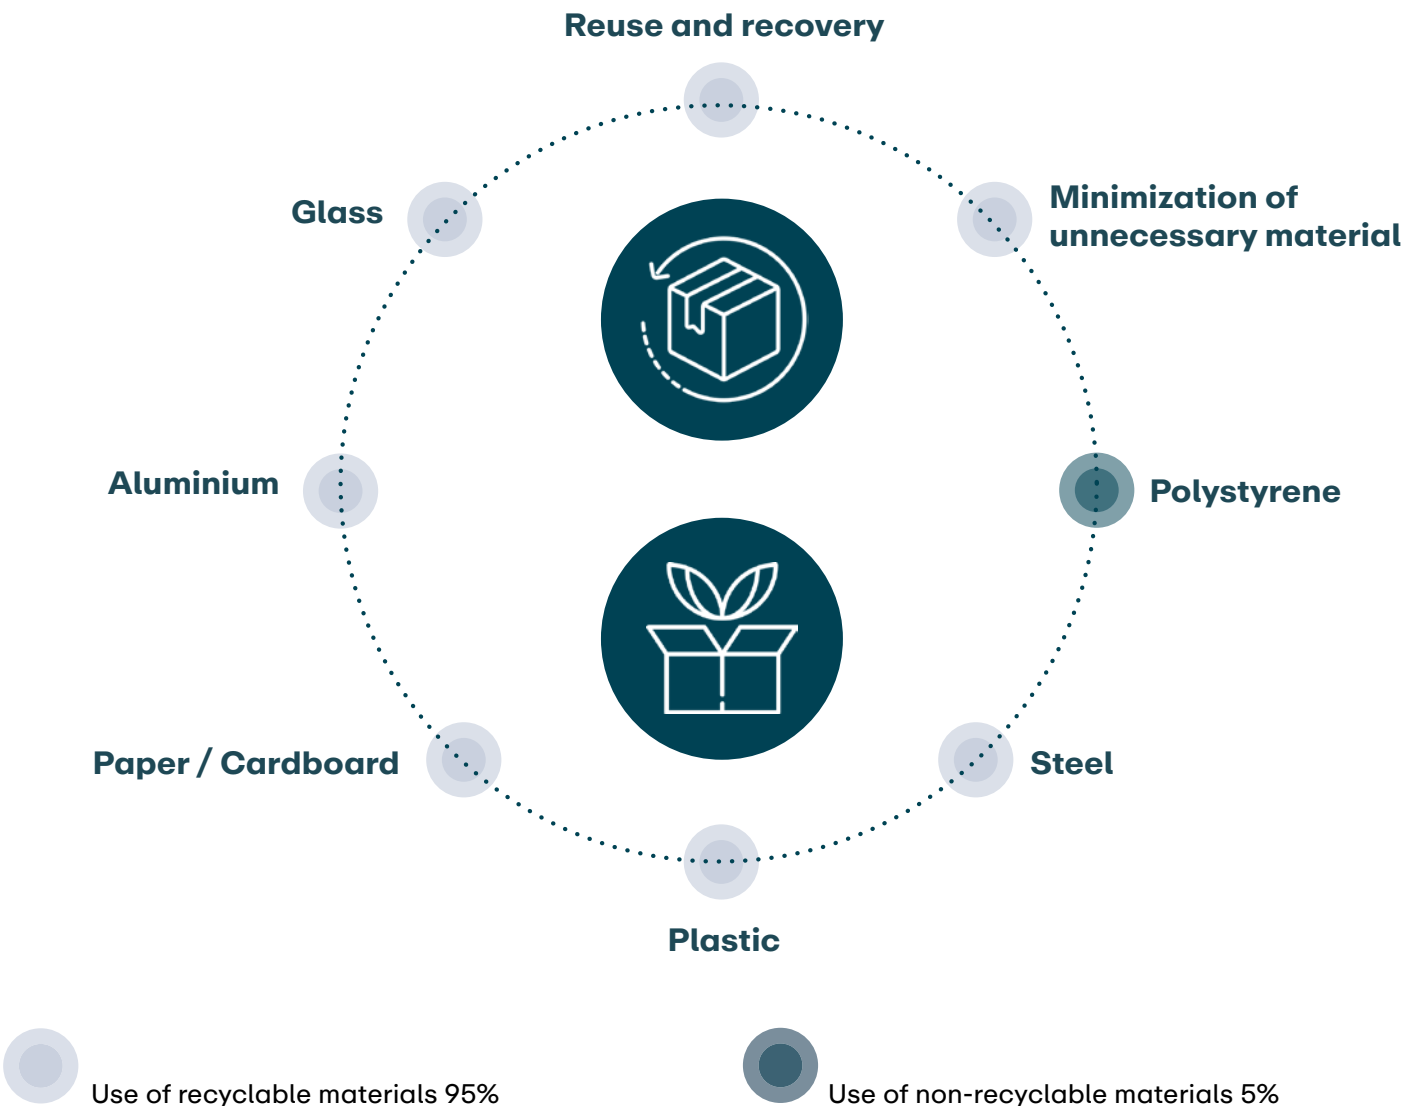 Reuse and recovery
Glass
Minimization of
unnecessary material
Aluminium
Polystyrene
Paper / Cardboard
Steel
Plastic
Use of recyclable materials 95%
Use of non-recyclable materials 5%